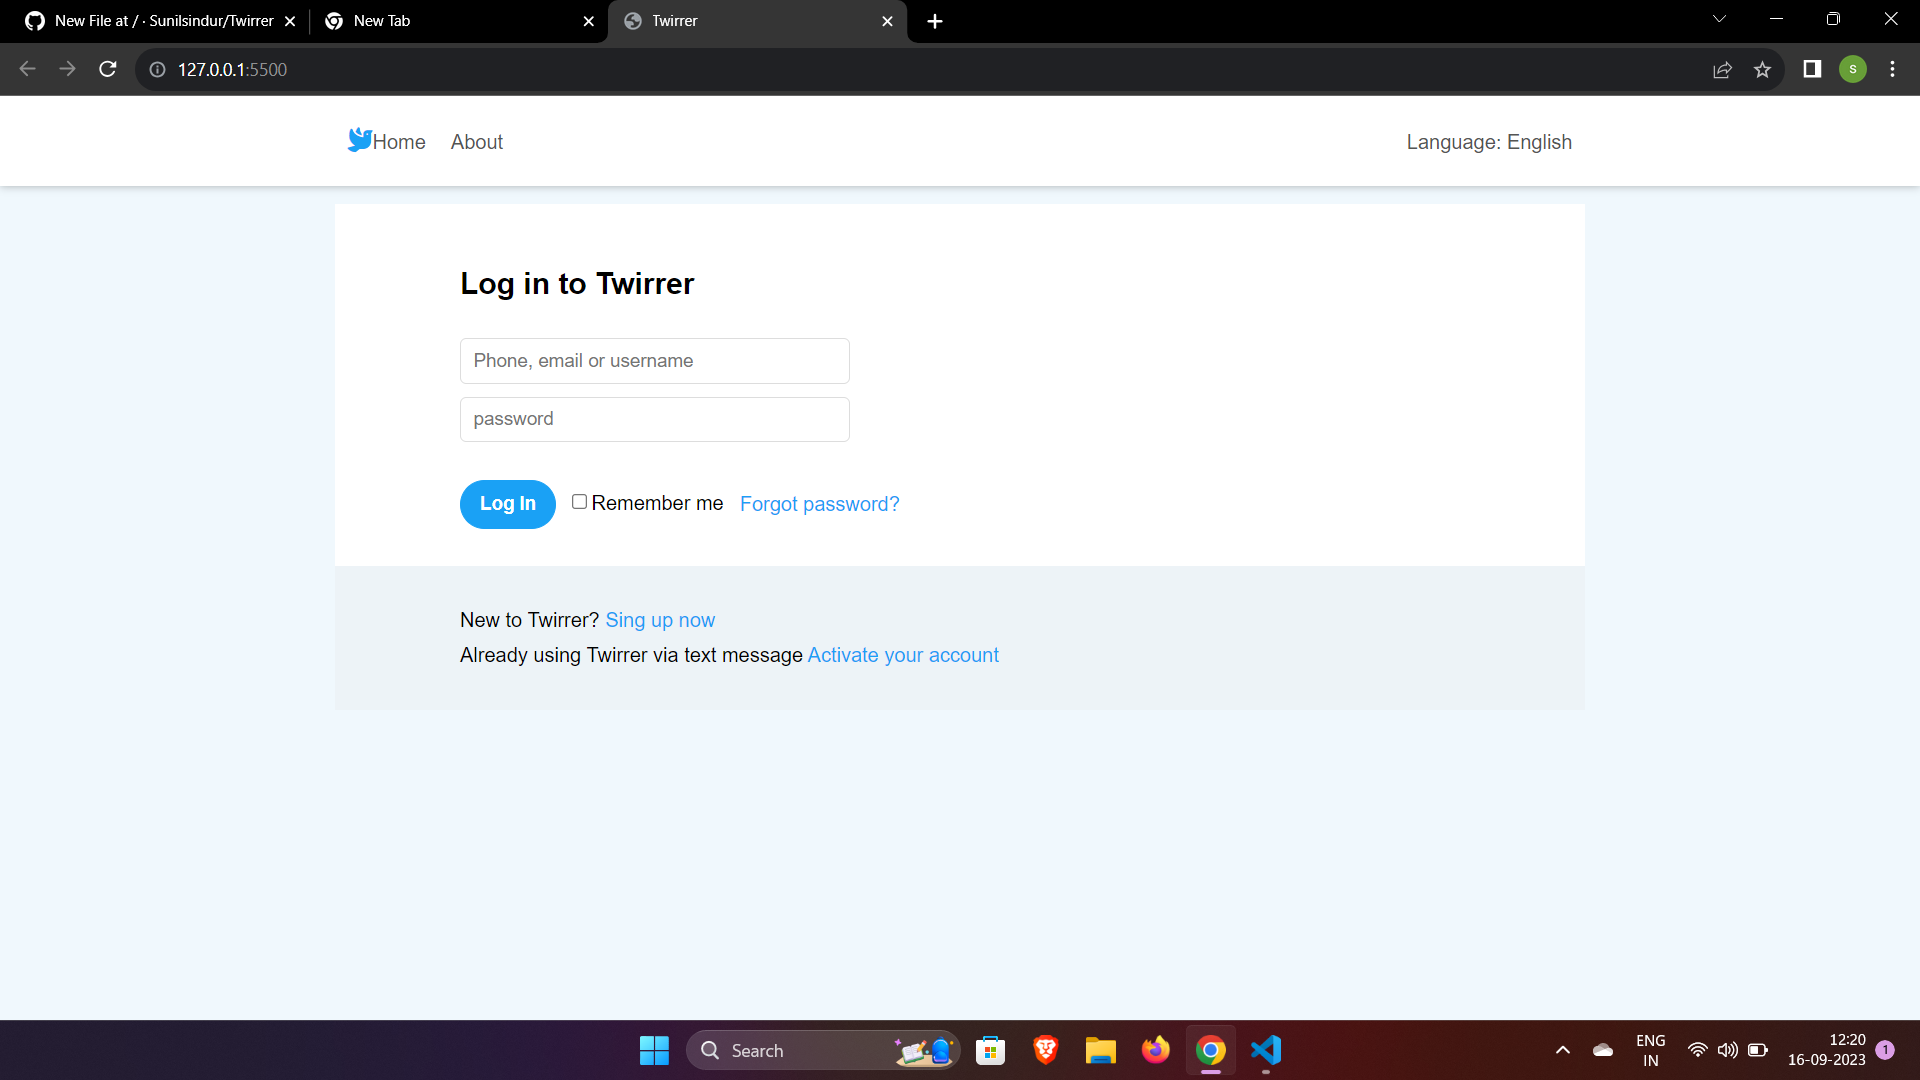 New File at / · Sunilsindur/Twirrer
New Tab
Twirrer
127.0.0.1:5500
s
Home
About
Language: English
Log in to Twirrer
Phone, email or username
password
Log In
Remember me
Forgot password?
New to Twirrer? Sing up now
Already using Twirrer via text message Activate your account
Search
ENG
IN
12:20
16-09-2023
1